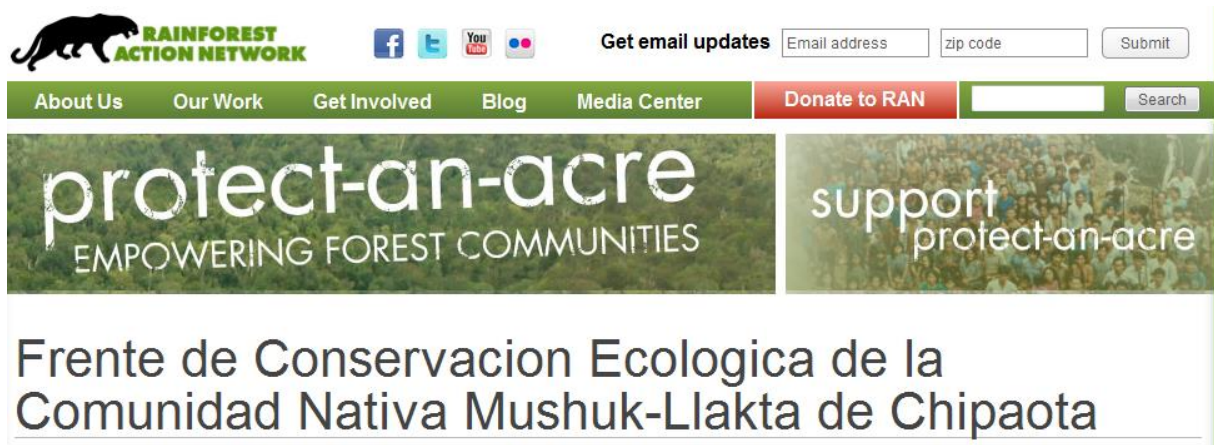 RAINFOREST
ACTION NETWORK
f t You Tube Get email updates Email address zip code Submit
About Us Our Work Get Involved Blog Media Center Donate to RAN Search
protect-an-acre
EMPOWERING FOREST COMMUNITIES
support
protect-an-acre
Frente de Conservacion Ecologica de la
Comunidad Nativa Mushuk-Llakta de Chipaota